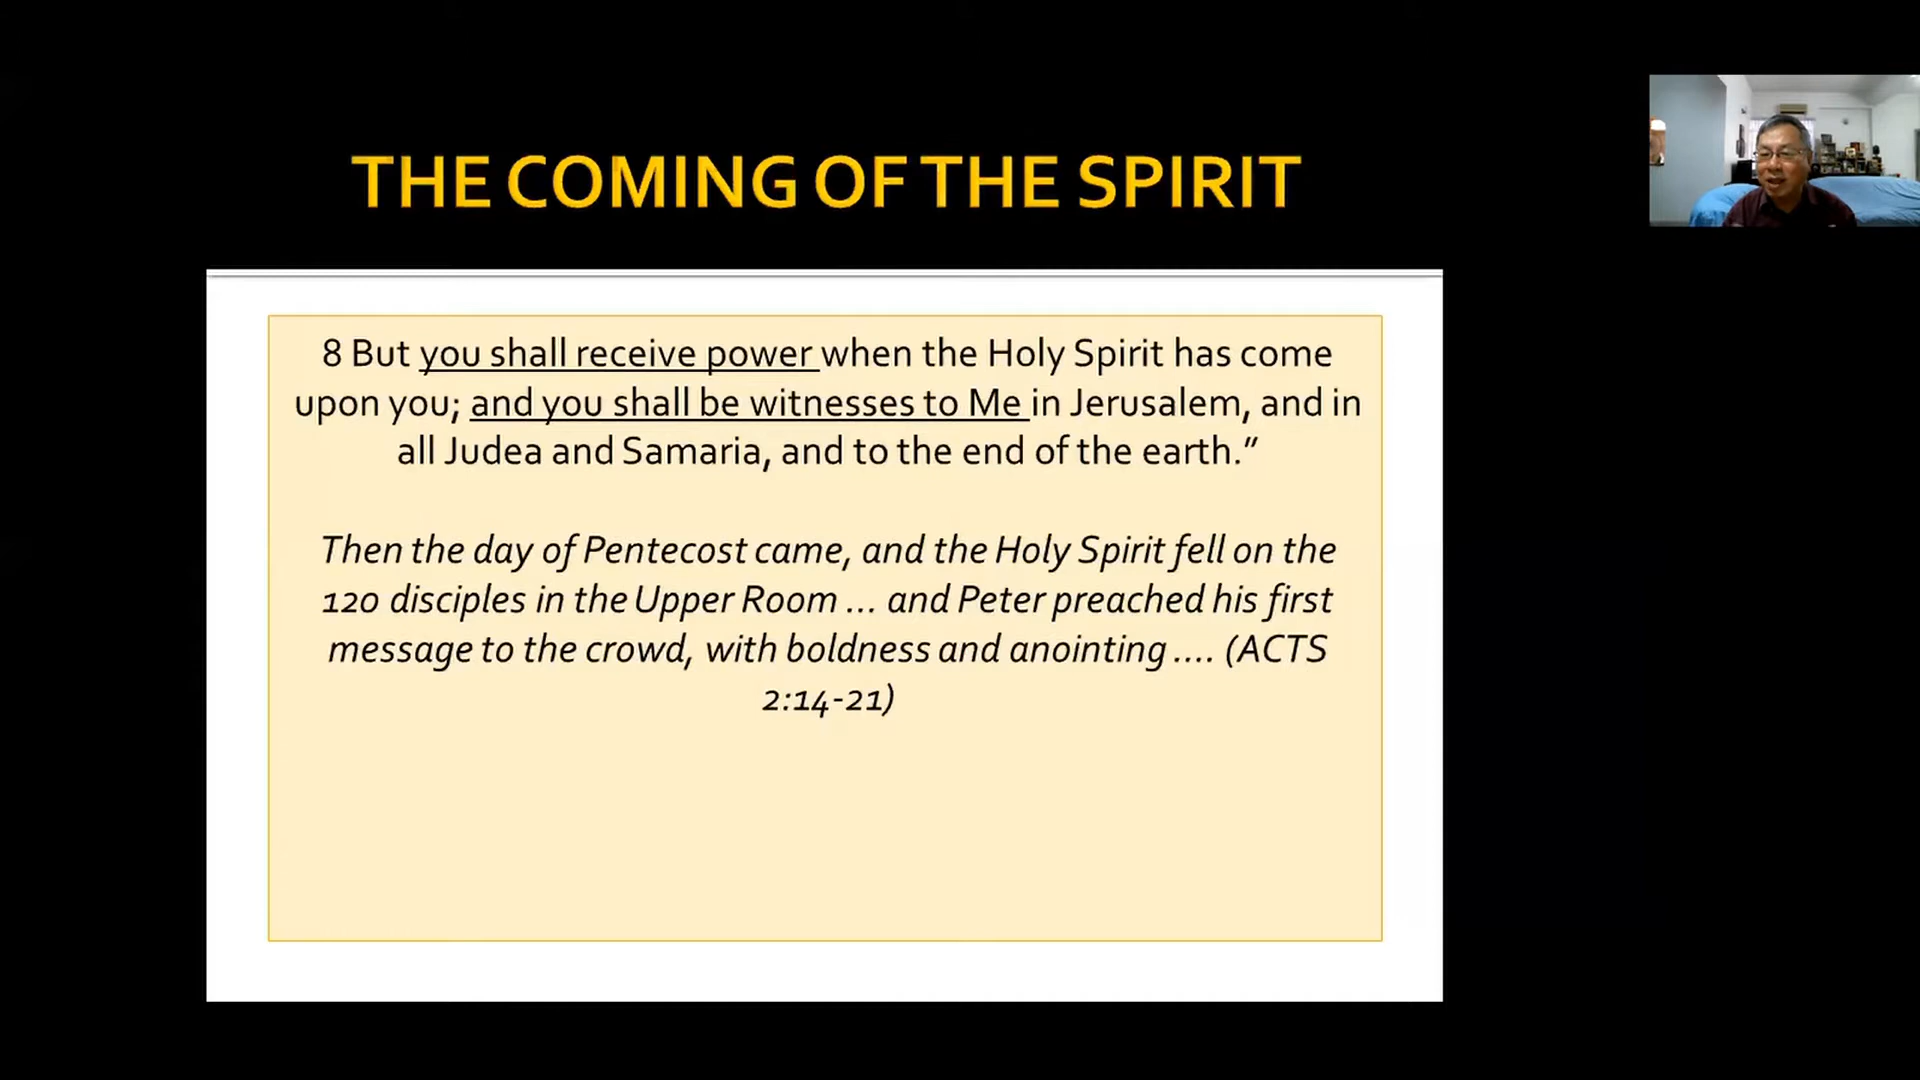 THE COMING OF THE SPIRIT
8 But you shall receive power when the Holy Spirit has come
upon you; and you shall be witnesses to Me in Jerusalem, and in
all Judea and Samaria, and to the end of the earth.”
Then the day of Pentecost came, and the Holy Spirit fell on the
120 disciples in the Upper Room ... and Peter preached his first
message to the crowd, with boldness and anointing .... (ACTS
2:14-21)